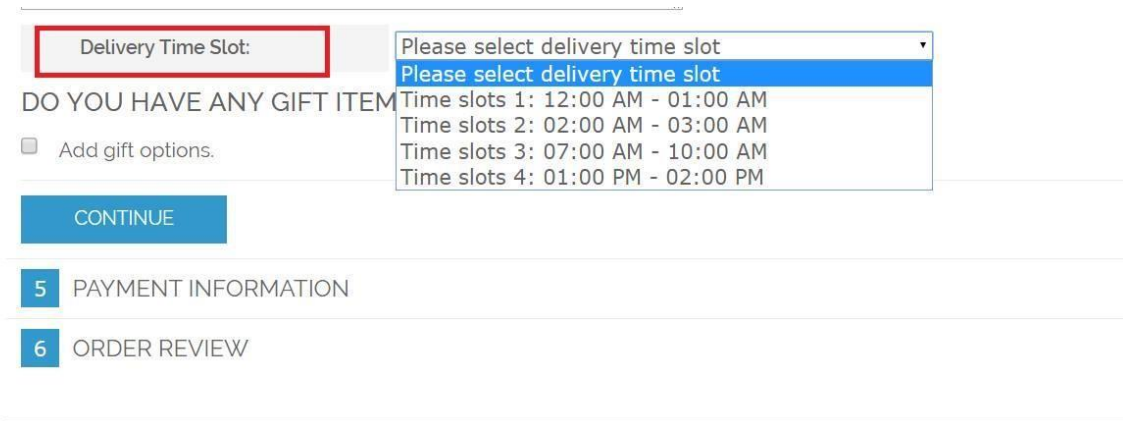 Delivery Time Slot:
Please select delivery time slot
Please select delivery time slot
Time slots 1: 12:00 AM - 01:00 AM
Time slots 2: 02:00 AM - 03:00 AM
Time slots 3: 07:00 AM - 10:00 AM
Time slots 4: 01:00 PM - 02:00 PM
DO YOU HAVE ANY GIFT ITEM
Add gift options.
CONTINUE
5 PAYMENT INFORMATION
6 ORDER REVIEW